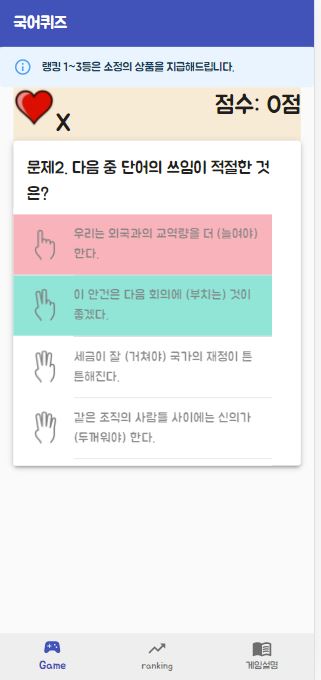 국어퀴즈
랭킹 1~3등은 소정의 상품을 지급해드립니다.
X
점수: 0점
문제2. 다음 중 단어의 쓰임이 적절한 것
은?
우리는 외국과의 교역량을 더 (늘여야)
한다.
이 안건은 다음 회의에 (부치는) 것이
좋겠다.
세금이 잘 (거쳐야) 국가의 재정이 튼
튼해진다.
같은 조직의 사람들 사이에는 신의가
(두꺼워야) 한다.
Game
ranking
게임설명